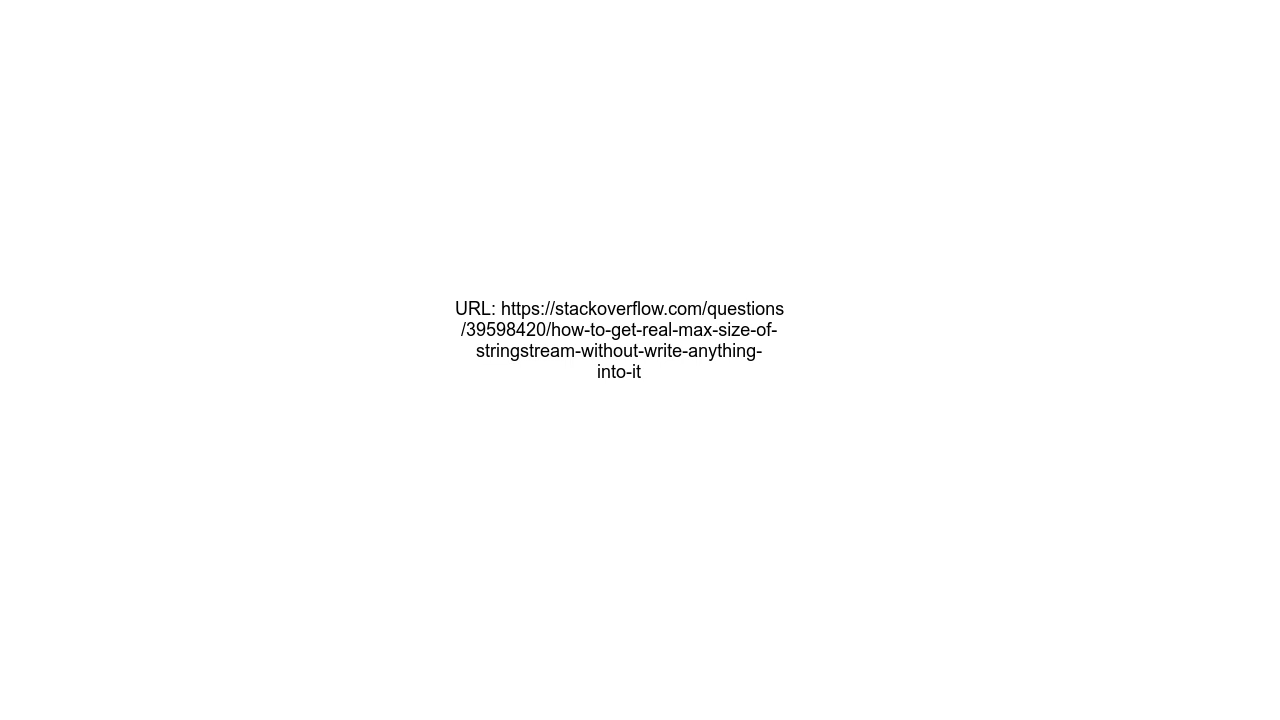 URL: https://stackoverflow.com/questions
/39598420/how-to-get-real-max-size-of-
stringstream-without-write-anything-
into-it